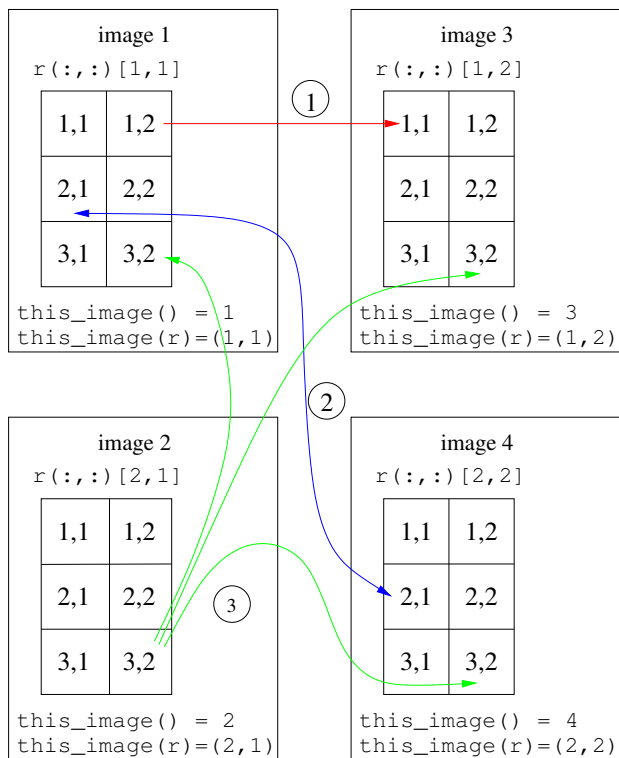 image 1
r(:,:)[1,1]
1,1 1,2
2,1 2,2
3,1 3,2
this_image() = 1
this_image(r)=(1,1)
1
image 3
r(:,:)[1,2]
1,1 1,2
2,1 2,2
3,1 3,2
this_image() = 3
this_image(r)=(1,2)
2
image 2
r(:,:)[2,1]
1,1 1,2
2,1 2,2
3,1 3,2
this_image() = 2
this_image(r)=(2,1)
3
image 4
r(:,:)[2,2]
1,1 1,2
2,1 2,2
3,1 3,2
this_image() = 4
this_image(r)=(2,2)